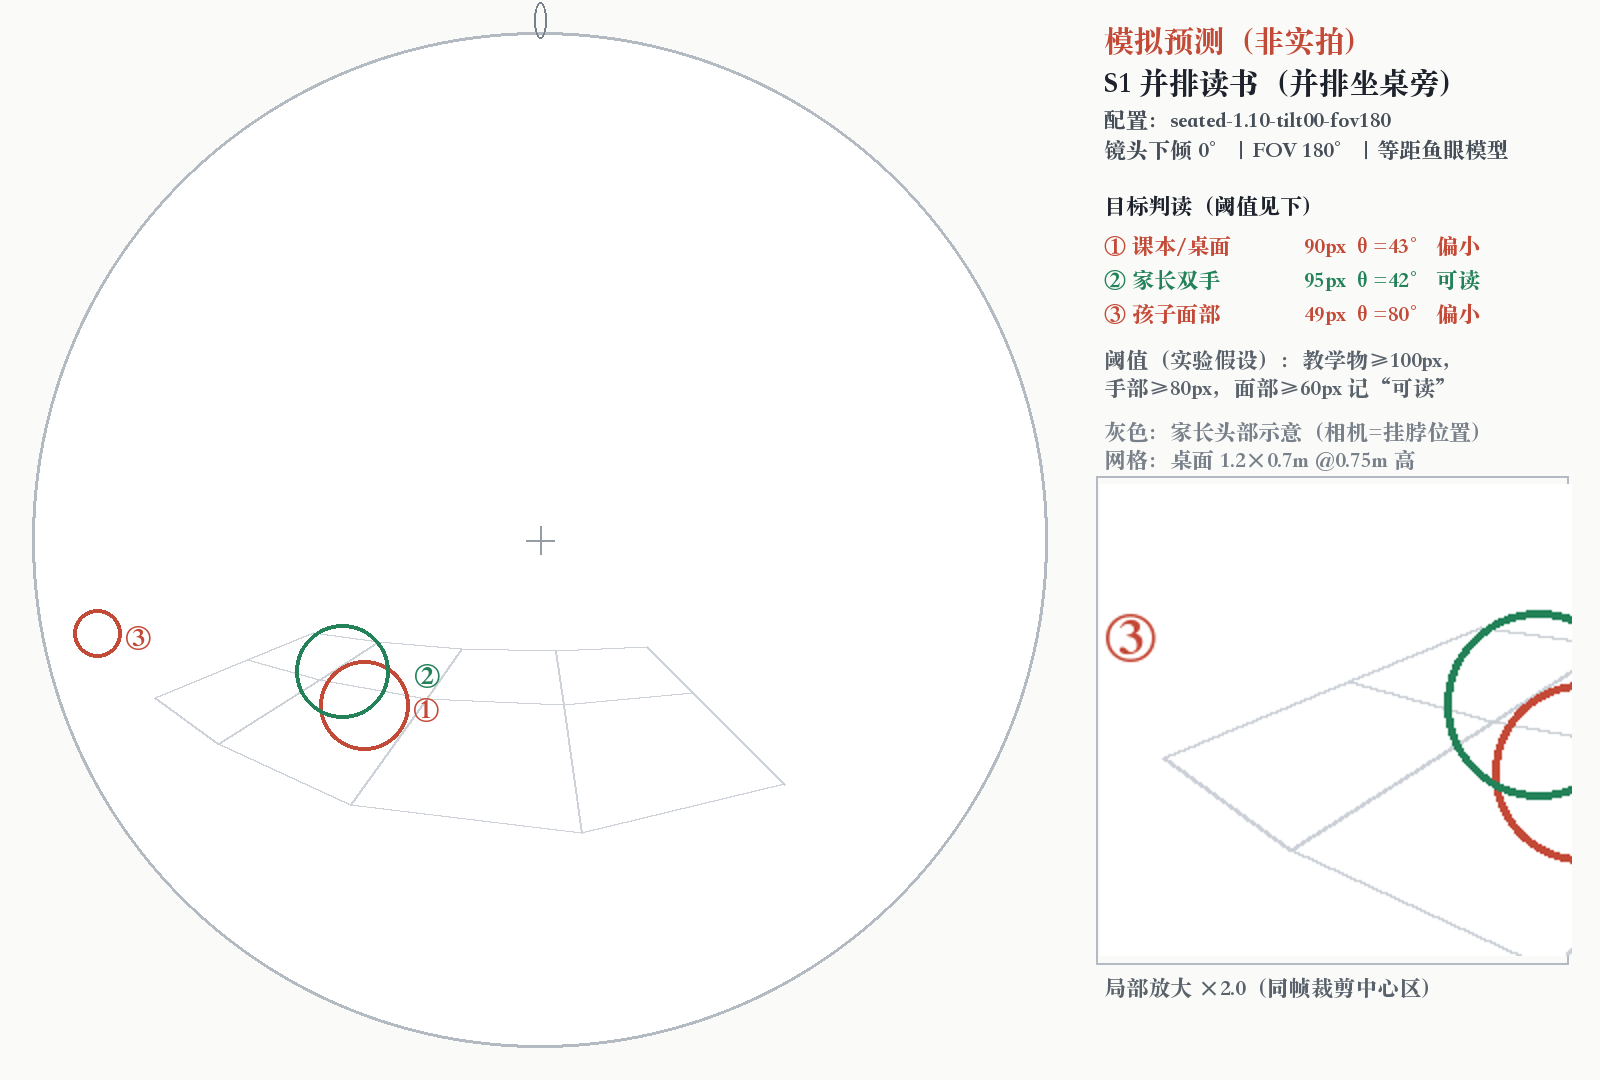 模拟预测（非实拍）
S1 并排读书（并排坐桌旁）
配置：seated-1.10-tilt00-fov180
镜头下倾 0° ｜FOV 180° ｜等距鱼眼模型
目标判读（阈值见下）
① 课本/桌面 90px θ=43° 偏小
② 家长双手 95px θ=42° 可读
③ 孩子面部 49px θ=80° 偏小
阈值（实验假设）：教学物≥100px，
手部≥80px，面部≥60px 记“可读”
灰色：家长头部示意（相机=挂脖位置）
网格：桌面 1.2×0.7m @0.75m 高
③
②
①
③
局部放大 ×2.0（同帧裁剪中心区）